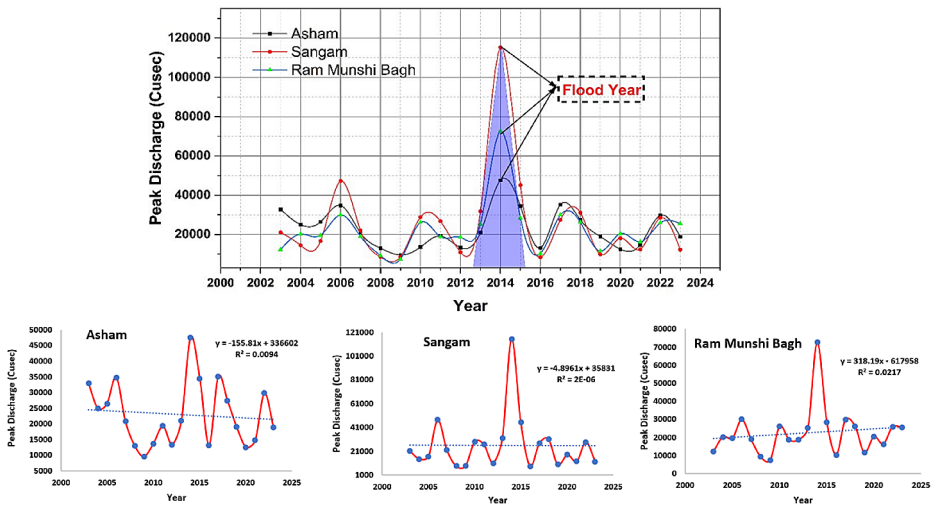 Asham
Sangam
Ram Munshi Bagh
Flood Year
Peak Discharge (Cusec)
120000
100000
80000
60000
40000
20000
2000 2002 2004 2006 2008 2010 2012 2014 2016 2018 2020 2022 2024
Year
Asham
y = -155.81x + 336602
R² = 0.0094
Peak Discharge (Cusec)
50000
45000
40000
35000
30000
25000
20000
15000
10000
5000
2000 2005 2010 2015 2020 2025
Year
Sangam
y = -4.8961x + 35831
R² = 2E-06
Peak Discharge (Cusec)
121000
101000
81000
61000
41000
21000
1000
2000 2005 2010 2015 2020 2025
Year
Ram Munshi Bagh
y = 318.19x - 617958
R² = 0.0217
Peak Discharge (Cusec)
80000
70000
60000
50000
40000
30000
20000
10000
0
2000 2005 2010 2015 2020 2025
Year